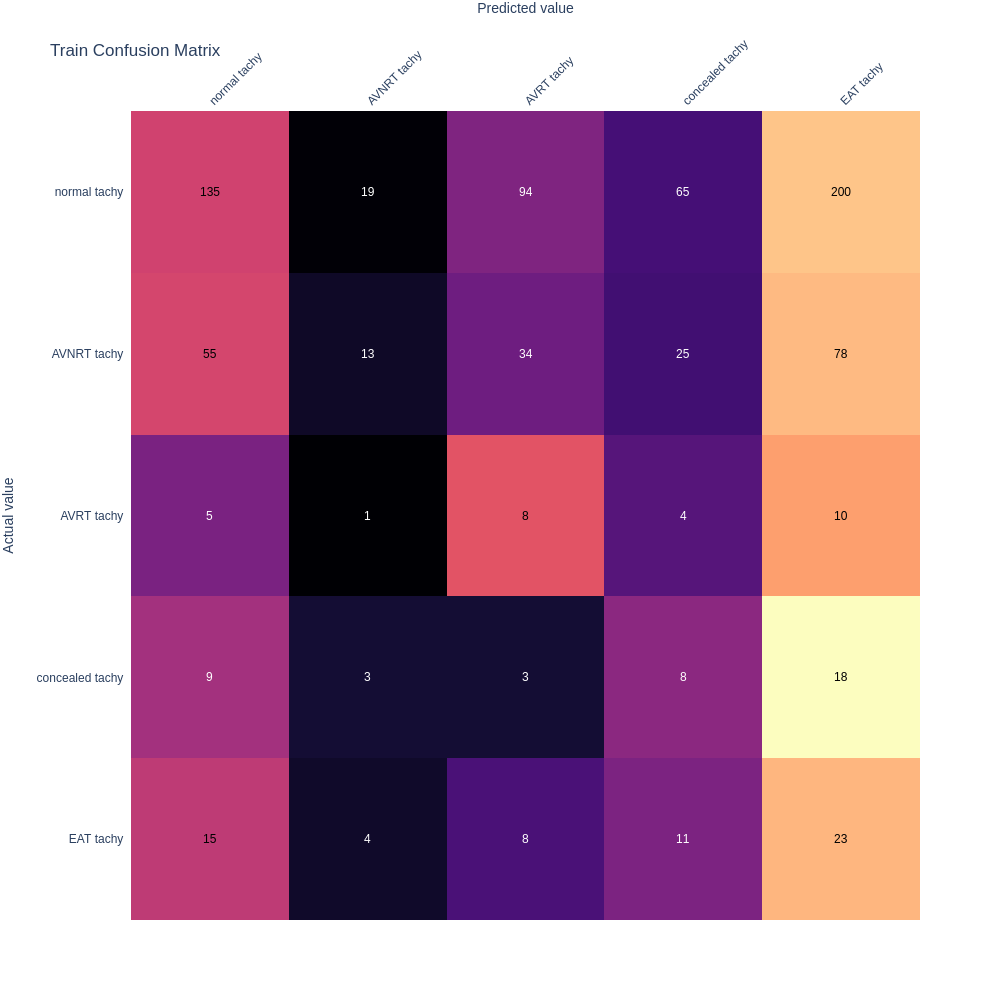 Predicted value
Train Confusion Matrix
normal tachy
AVNRT tachy
AVRT tachy
concealed tachy
EAT tachy
Actual value
normal tachy 135 19 94 65 200
AVNRT tachy 55 13 34 25 78
AVRT tachy 5 1 8 4 10
concealed tachy 9 3 3 8 18
EAT tachy 15 4 8 11 23